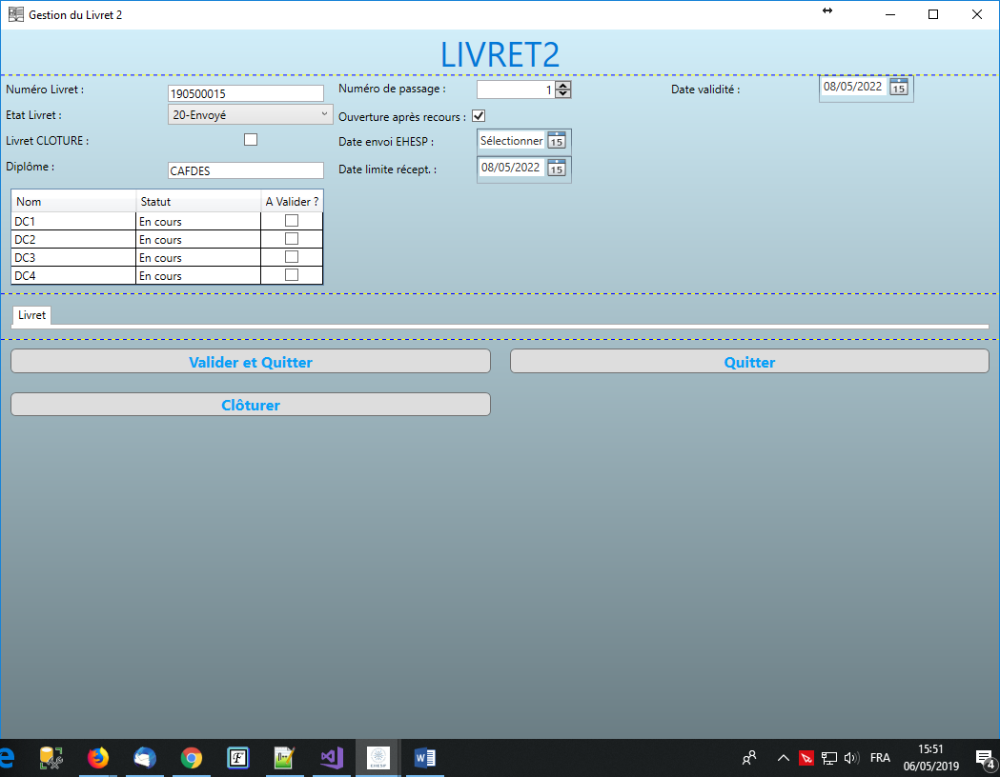 Gestion du Livret 2
LIVRET2
Numéro Livret :
190500015
Numéro de passage :
1
Date validité :
08/05/2022
15
Etat Livret :
20-Envoyé
Ouverture après recours :
Livret CLOTURE :
Date envoi EHESP :
Sélectionner
15
Diplôme :
CAFDES
Date limite récept. :
08/05/2022
15
Nom Statut A Valider ?
DC1 En cours
DC2 En cours
DC3 En cours
DC4 En cours
Livret
Valider et Quitter
Quitter
Clôturer
EHESP
FRA
15:51
06/05/2019
4